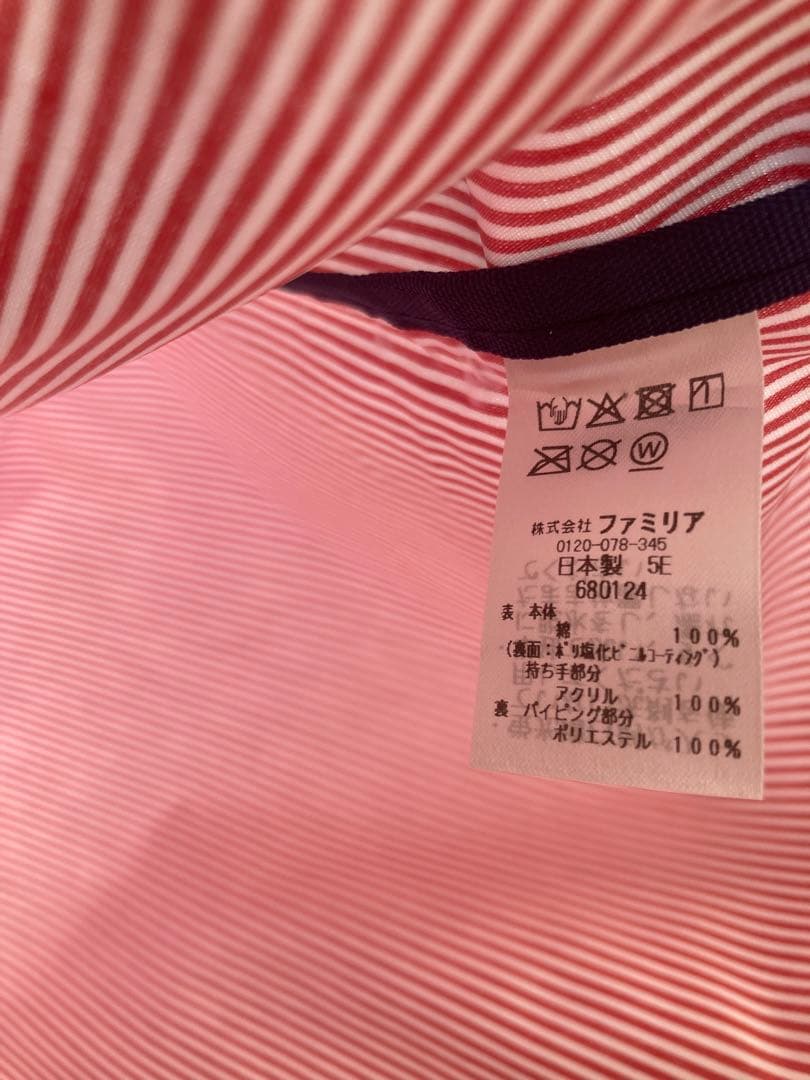 W
株式会社 ファミリア
0120-078-345
日本製 5E
680124
表 本体
綿 100%
(裏面:ポリ塩化ビニルコーティング)
持ち手部分
アクリル 100%
裏 パイピング部分
ポリエステル 100%